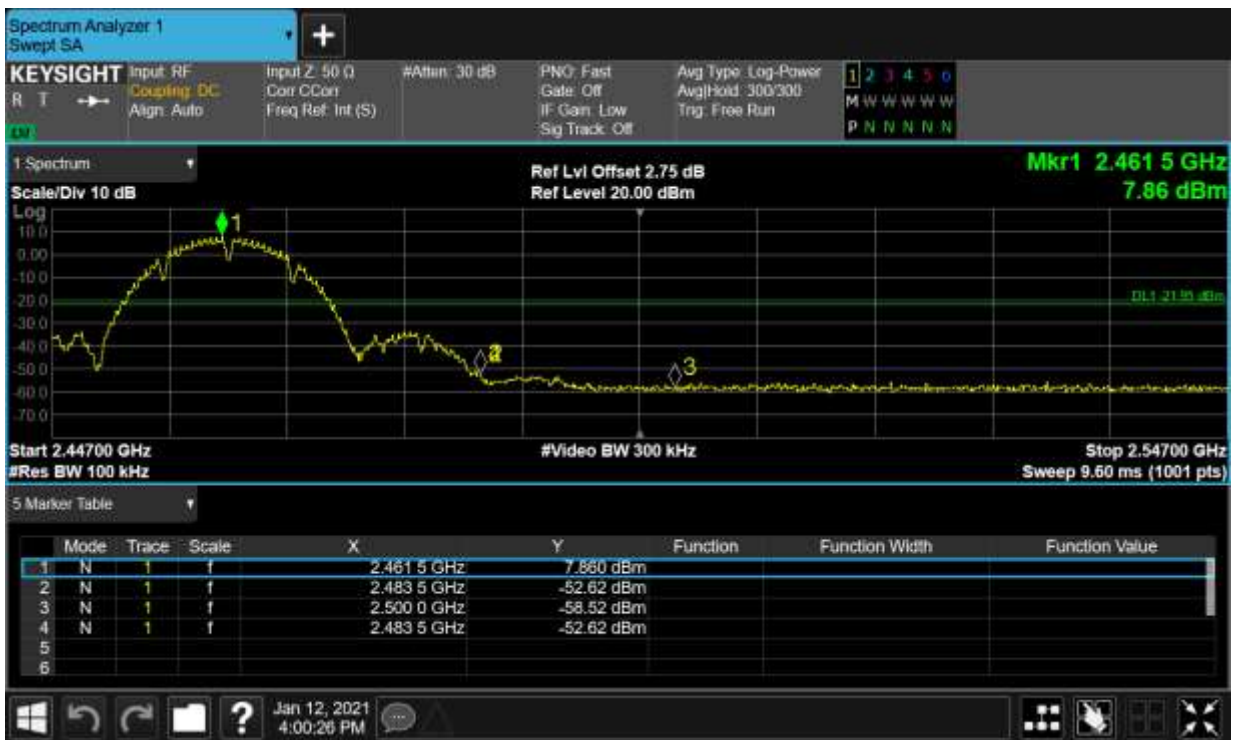 Spectrum Analyzer 1
Swept SA
+
KEYSIGHT Input: RF Input Z: 50 Ω #Atten: 30 dB PNO: Fast Avg Type: Log-Power 1 2 3 4 5 6
R T Coupling: DC Corr CCorr Gate: Off Avg|Hold: 300/300 M W W W W W
Align: Auto Freq Ref: Int (S) IF Gain: Low Trig: Free Run
Sig Track: Off P N N N N N
1 Spectrum
Scale/Div 10 dB
Ref Lvl Offset 2.75 dB
Ref Level 20.00 dBm
Mkr1 2.461 5 GHz
7.86 dBm
Log
10.0
0.00
-10.0
-20.0
-30.0
-40.0
-50.0
-60.0
-70.0
1
3
DL1 -21.95 dBm
Start 2.44700 GHz #Video BW 300 kHz Stop 2.54700 GHz
#Res BW 100 kHz Sweep 9.60 ms (1001 pts)
5 Marker Table
Mode Trace Scale X Y Function Function Width Function Value
1 N 1 f 2.461 5 GHz 7.860 dBm
2 N 1 f 2.483 5 GHz -52.62 dBm
3 N 1 f 2.500 0 GHz -58.52 dBm
4 N 1 f 2.483 5 GHz -52.62 dBm
5
6
?
Jan 12, 2021
4:00:26 PM